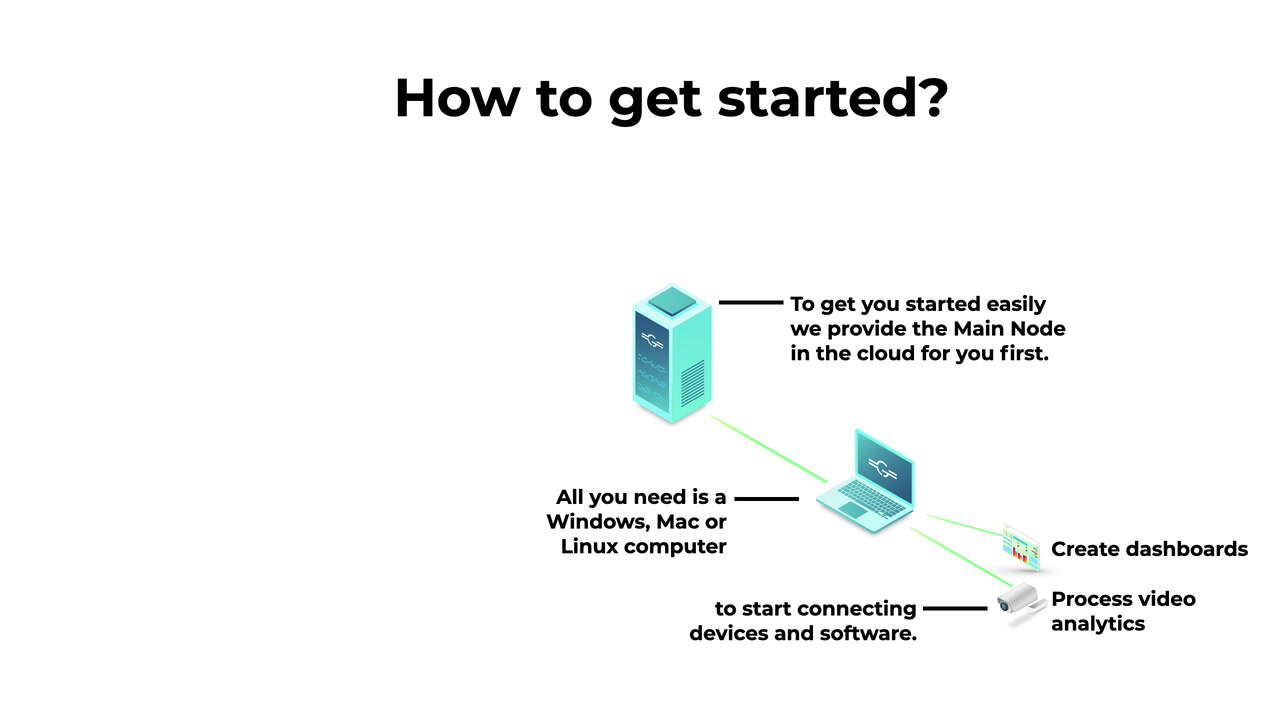 How to get started?
To get you started easily
we provide the Main Node
in the cloud for you first.
All you need is a
Windows, Mac or
Linux computer
to start connecting
devices and software.
Create dashboards
Process video
analytics